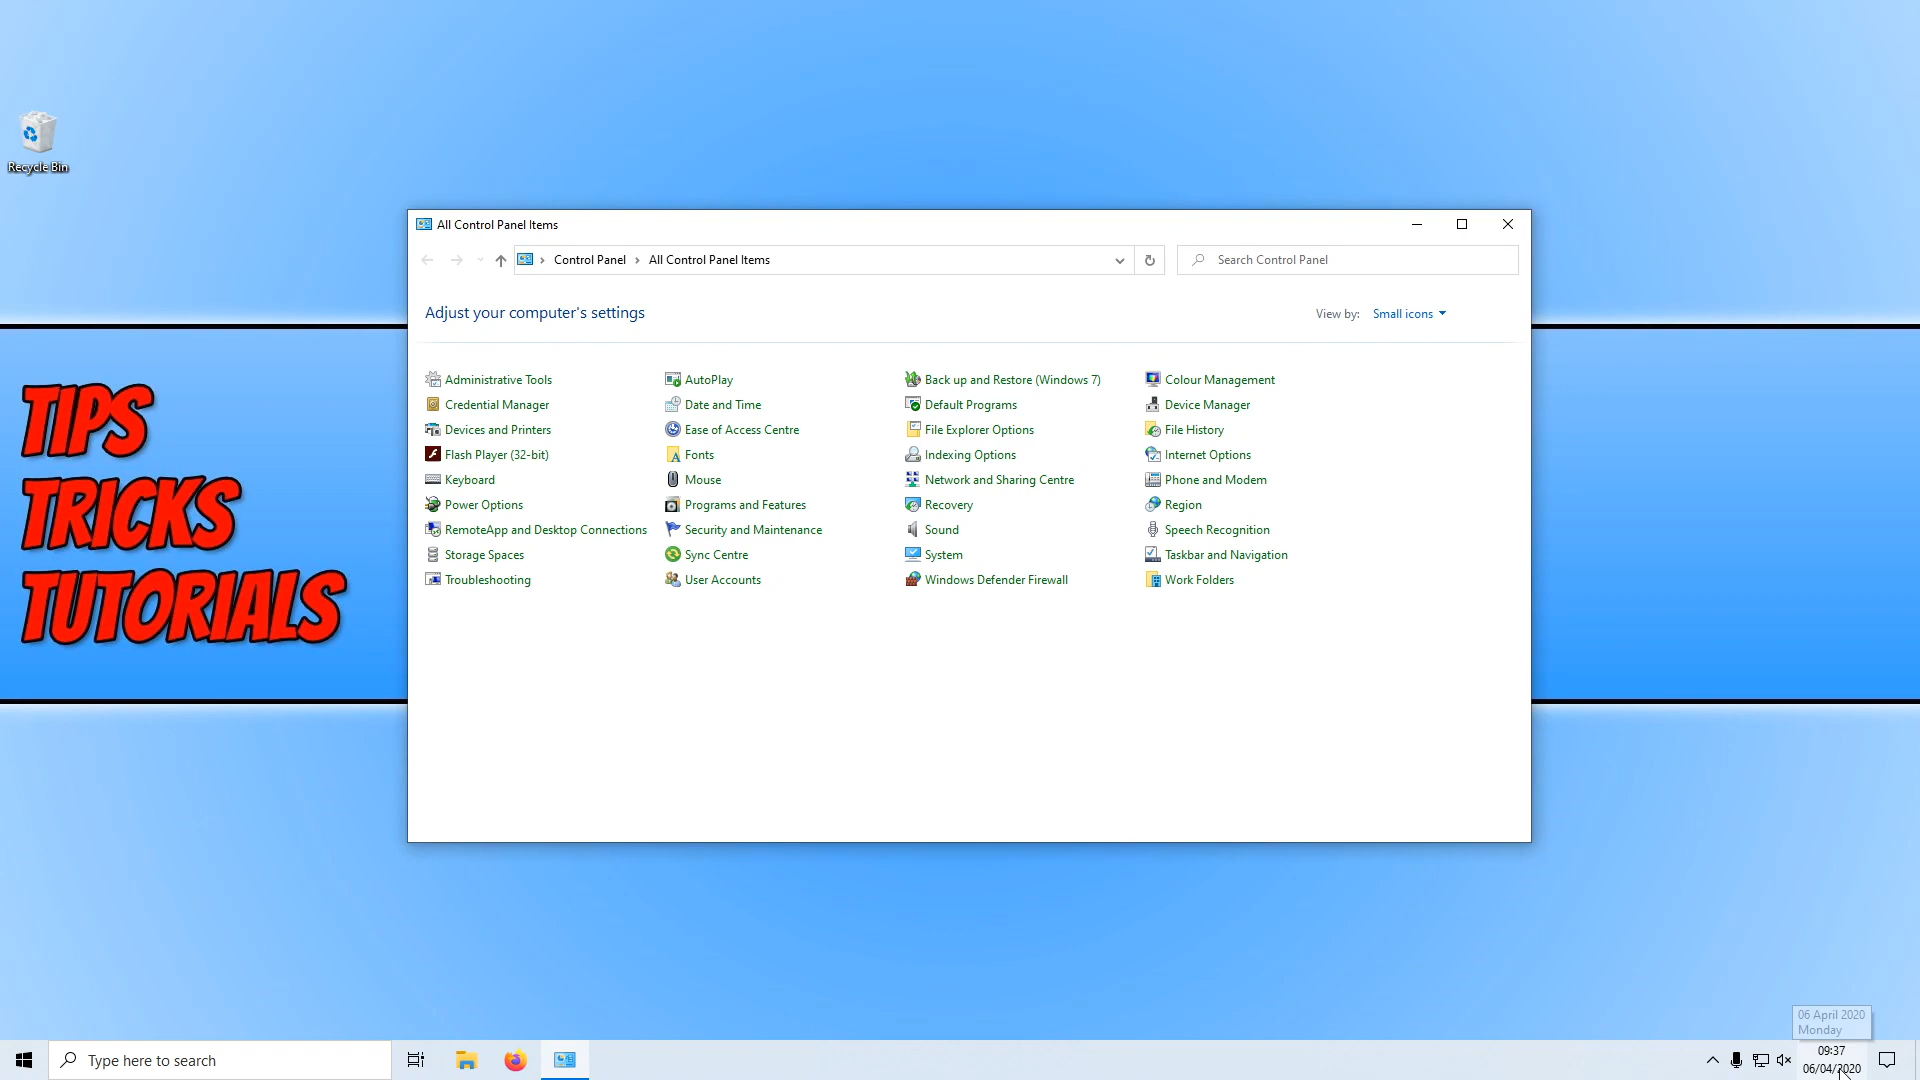 Recycle Bin
All Control Panel Items
Control Panel
All Control Panel Items
Search Control Panel
Adjust your computer's settings
View by:
Small icons
Administrative Tools
AutoPlay
Back up and Restore (Windows 7)
Colour Management
Credential Manager
Date and Time
Default Programs
Device Manager
Devices and Printers
Ease of Access Centre
File Explorer Options
File History
Flash Player (32-bit)
Fonts
Indexing Options
Internet Options
Keyboard
Mouse
Network and Sharing Centre
Phone and Modem
Power Options
Programs and Features
Recovery
Region
RemoteApp and Desktop Connections
Security and Maintenance
Sound
Speech Recognition
Storage Spaces
Sync Centre
System
Taskbar and Navigation
Troubleshooting
User Accounts
Windows Defender Firewall
Work Folders
TIPS
TRICKS
TUTORIALS
06 April 2020
Monday
Type here to search
09:37
06/04/2020